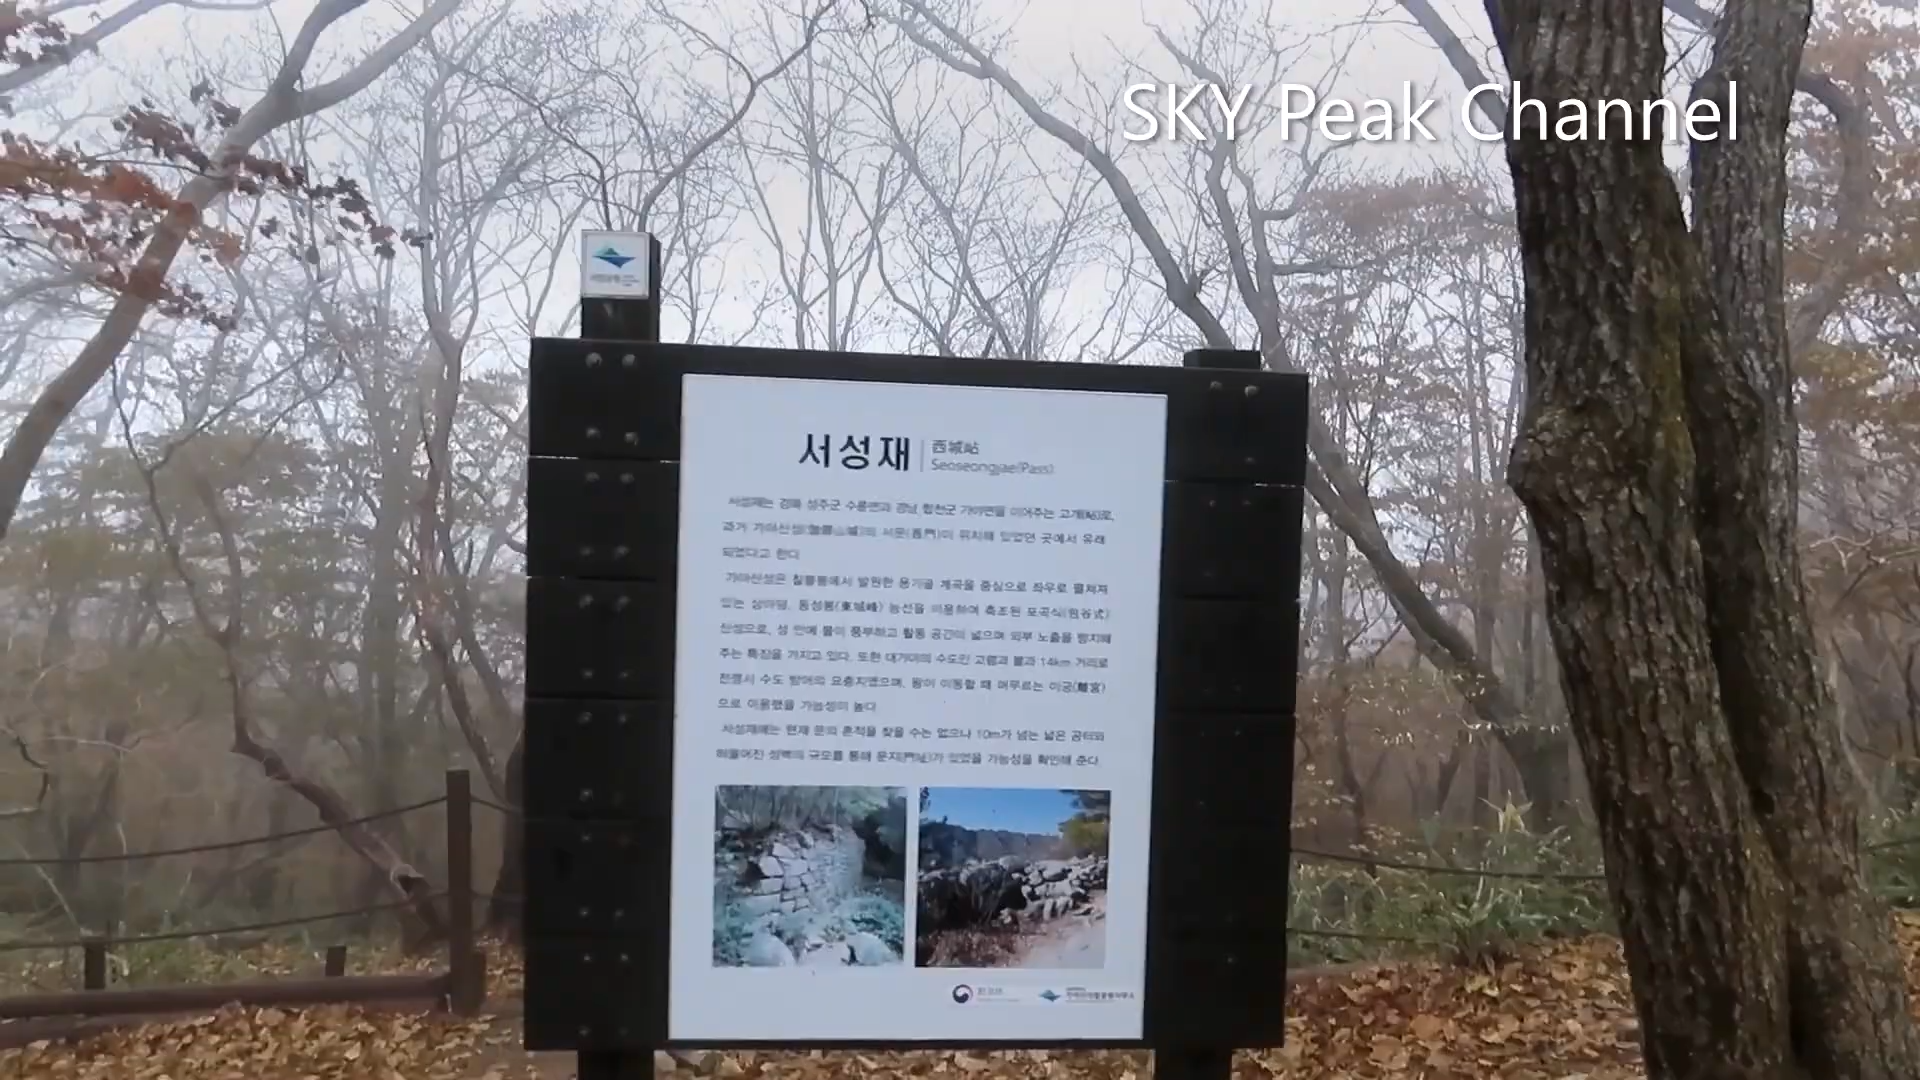 SKY Peak Channel
서성재
西城岾
Seoseongjae(Pass)
서성재는 경북 성주군 수륜면과 경남 합천군 가야면을 이어주는 고개(岾)로,
과거 가야산성(伽倻山城)의 서문(西門)이 위치해 있었던 곳에서 유래
되었다고 한다.
가야산성은 칠불봉에서 발원한 용기골 계곡을 중심으로 좌우로 펼쳐져
있는 상아덤, 동성봉(東城峰) 능선을 이용하여 축조된 포곡식(包谷式)
산성으로, 성 안에 물이 풍부하고 활동 공간이 넓으며 외부 노출을 방지해
주는 특징을 가지고 있다. 또한 대가야의 수도인 고령과 불과 14km 거리로
전쟁시 수도 방어의 요충지였으며, 왕이 이동할 때 머무르는 이궁(離宮)
으로 이용했을 가능성이 높다.
서성재에는 현재 문의 흔적을 찾을 수는 없으나 10m가 넘는 넓은 공터와
허물어진 성벽의 규모를 통해 문지(門址)가 있었을 가능성을 확인해 준다.
환경부